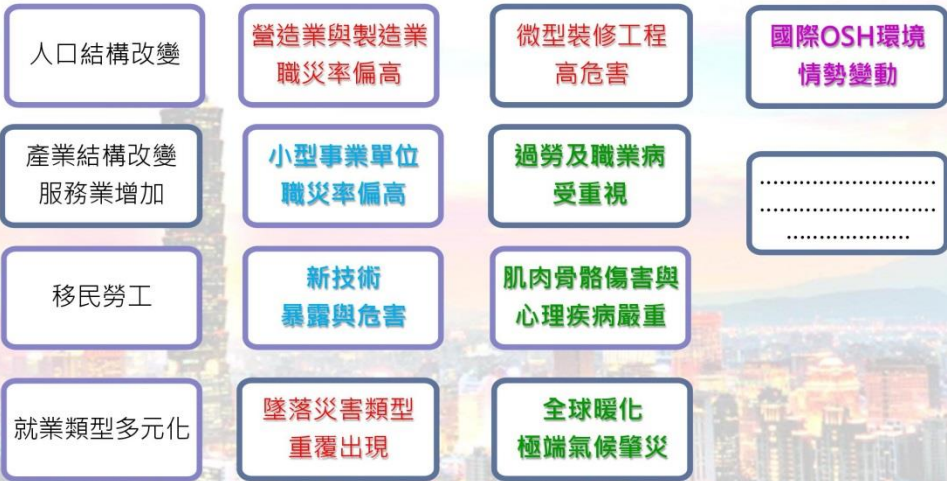 人口結構改變
營造業與製造業
職災率偏高
微型裝修工程
高危害
國際OSH環境
情勢變動
產業結構改變
服務業增加
小型事業單位
職災率偏高
過勞及職業病
受重視
...........................
...........................
...................
移民勞工
新技術
暴露與危害
肌肉骨骼傷害與
心理疾病嚴重
就業類型多元化
墜落災害類型
重覆出現
全球暖化
極端氣候肇災